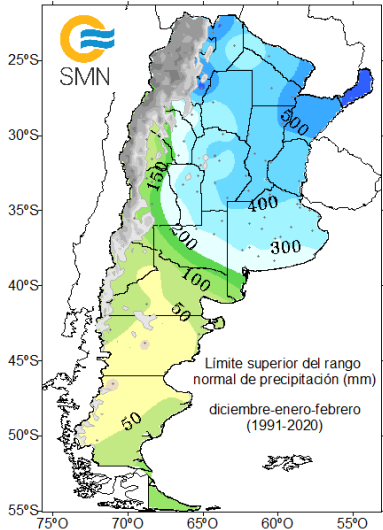 SMN
25°S
30°S
35°S
40°S
45°S
50°S
55°S
500
150
400
200
300
100
50
50
Límite superior del rango
normal de precipitación (mm)
diciembre-enero-febrero
(1991-2020)
75°O
70°O
65°O
60°O
55°O